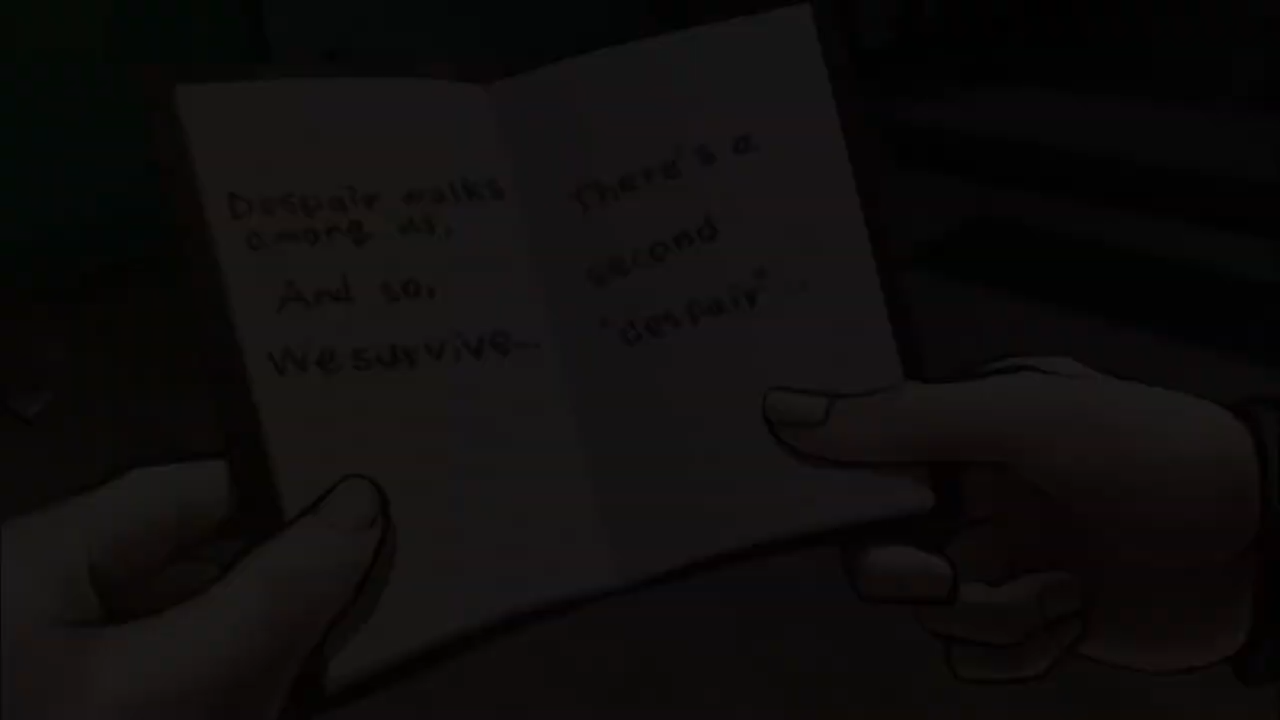 Despair walks
among us.
And so,
We survive--
There's a
second
"despair"...